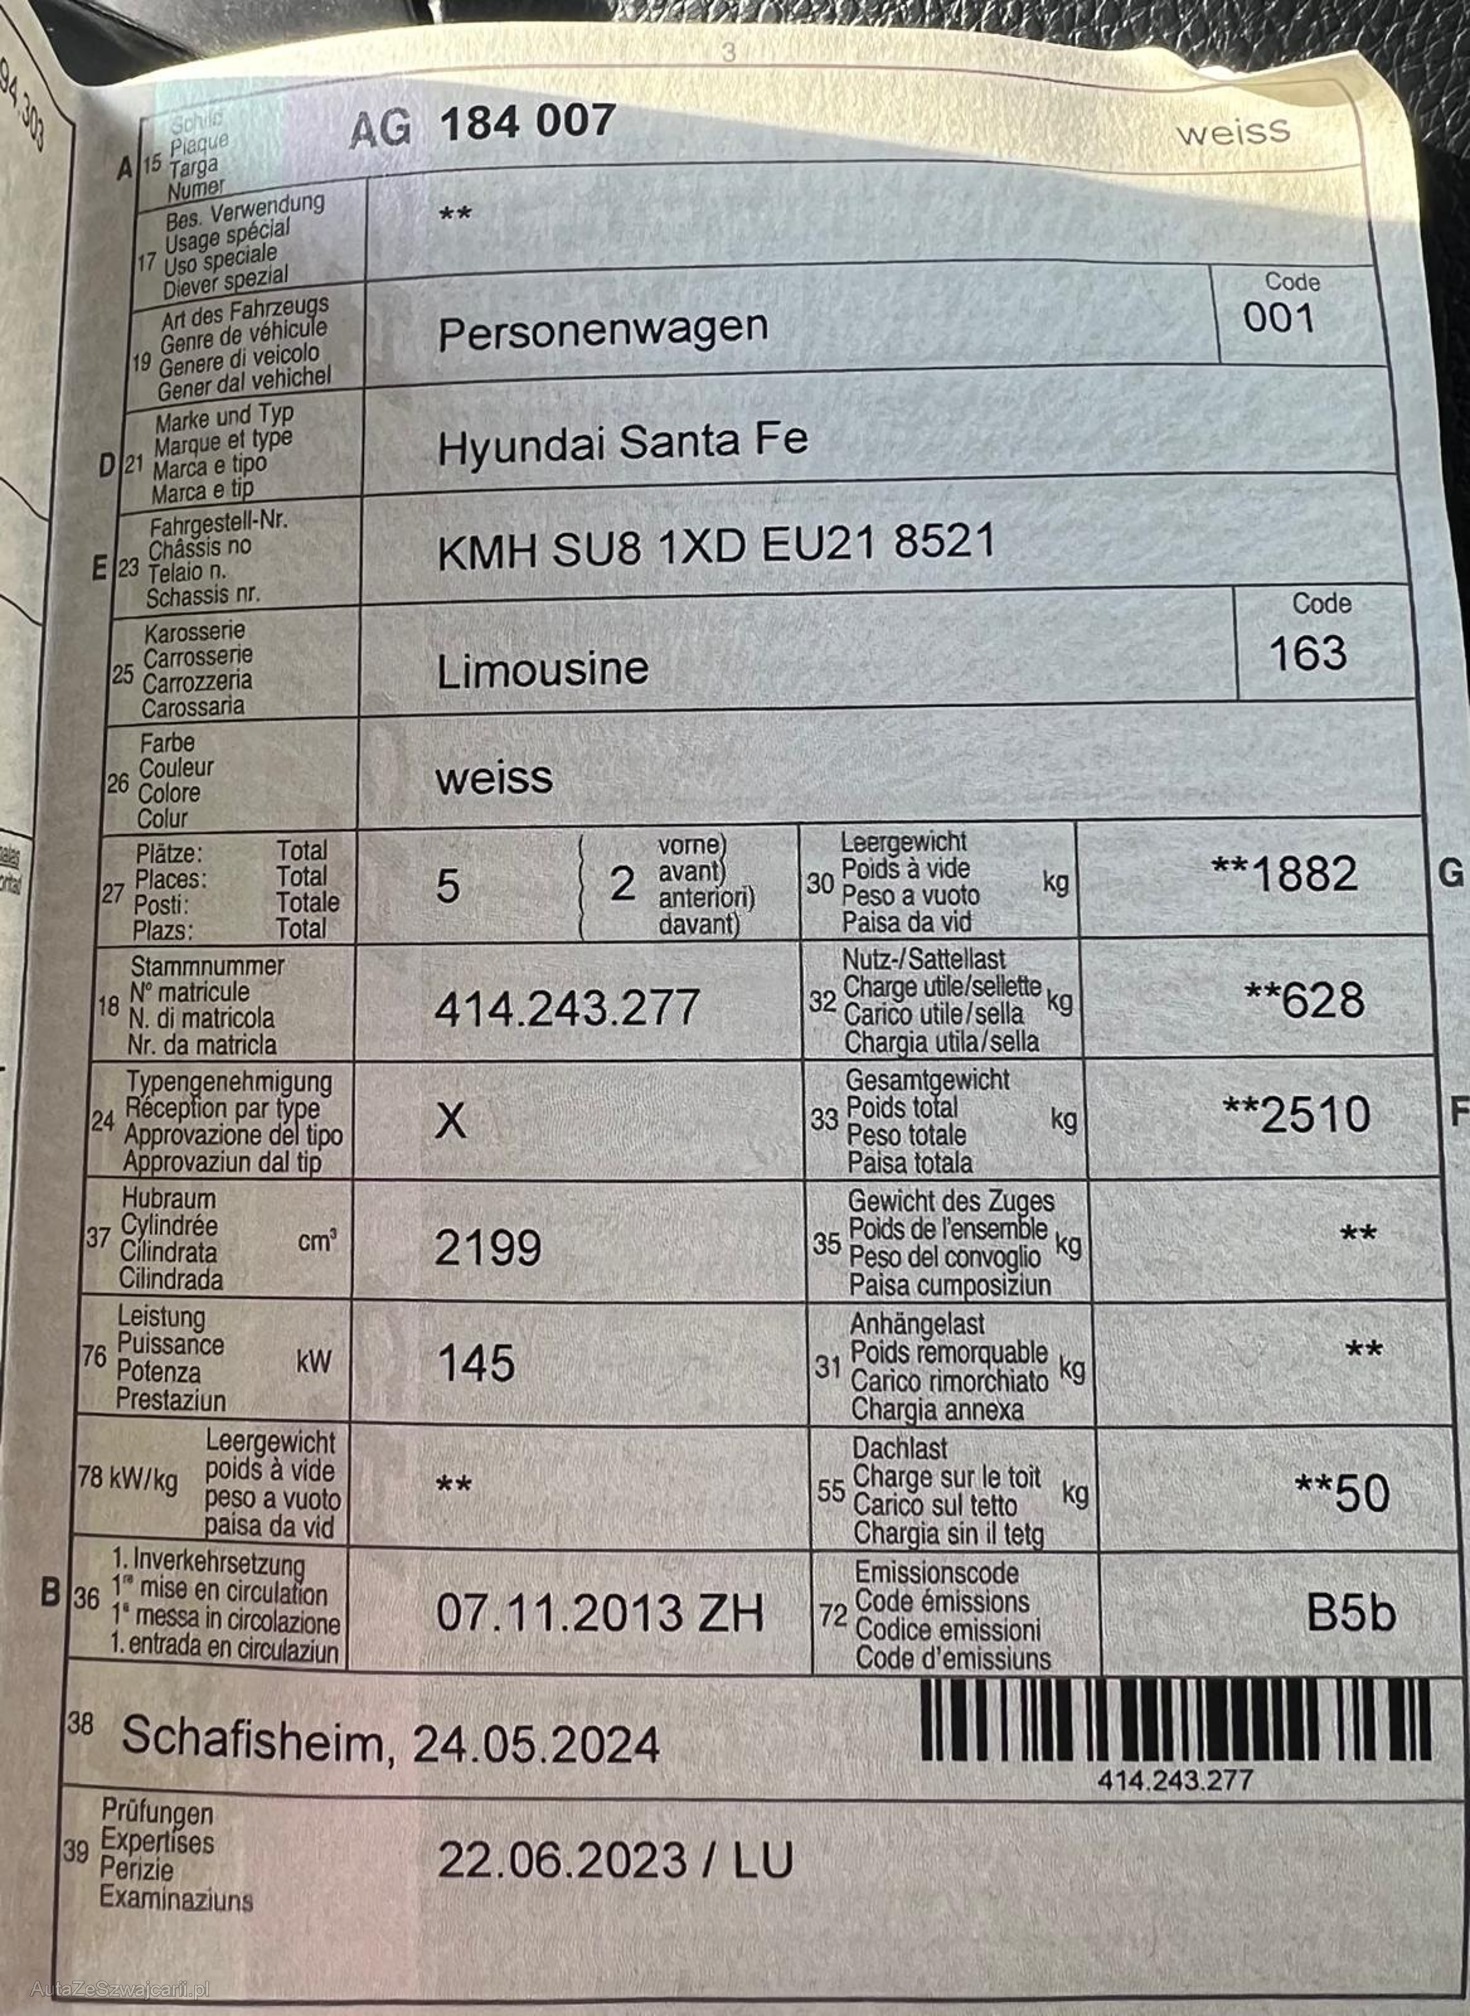 3
94.303
Schild
Plaque
A 15 Targa
Numer
AG 184 007 weiss
Bes. Verwendung
Usage spécial
17 Uso speciale
Diever spezial
**
Art des Fahrzeugs
Genre de véhicule
19 Genere di veicolo
Gener dal vehichel
Personenwagen
Code
001
Marke und Typ
Marque et type
D 21 Marca e tipo
Marca e tip
Hyundai Santa Fe
Fahrgestell-Nr.
Châssis no
E 23 Telaio n.
Schassis nr.
KMH SU8 1XD EU21 8521
Karosserie
Carrosserie
25 Carrozzeria
Carossaria
Limousine
Code
163
Farbe
Couleur
26 Colore
Colur
weiss
Plätze: Total
Places: Total
27 Posti: Totale
Plazs: Total
5 ( 2
vorne)
avant)
anteriori)
davant)
Leergewicht
30 Poids à vide kg
Peso a vuoto
Paisa da vid
**1882 G
Stammnummer
18 N° matricule
N. di matricola
Nr. da matricla
414.243.277
Nutz-/Sattellast
32 Charge utile/sellette kg
Carico utile/sella
Chargia utila/sella
**628
Typengenehmigung
24 Réception par type
Approvazione del tipo
Approvaziun dal tip
X
Gesamtgewicht
33 Poids total kg
Peso totale
Paisa totala
**2510 F
Hubraum
37 Cylindrée cm³
Cilindrata
Cilindrada
2199
Gewicht des Zuges
35 Poids de l'ensemble kg
Peso del convoglio
Paisa cumposiziun
**
Leistung
76 Puissance kW
Potenza
Prestaziun
145
Anhängelast
31 Poids remorquable kg
Carico rimorchiato
Chargia annexa
**
Leergewicht
78 kW/kg poids à vide
peso a vuoto
paisa da vid
**
Dachlast
55 Charge sur le toit kg
Carico sul tetto
Chargia sin il tetg
**50
1. Inverkehrsetzung
B 36 1re mise en circulation
1a messa in circolazione
1. entrada en circulaziun
07.11.2013 ZH
Emissionscode
72 Code émissions
Codice emissioni
Code d'emissiuns
B5b
38 Schafisheim, 24.05.2024
414.243.277
Prüfungen
39 Expertises
Perizie
Examinaziuns
22.06.2023 / LU
AutaZeSzwajcarii.pl